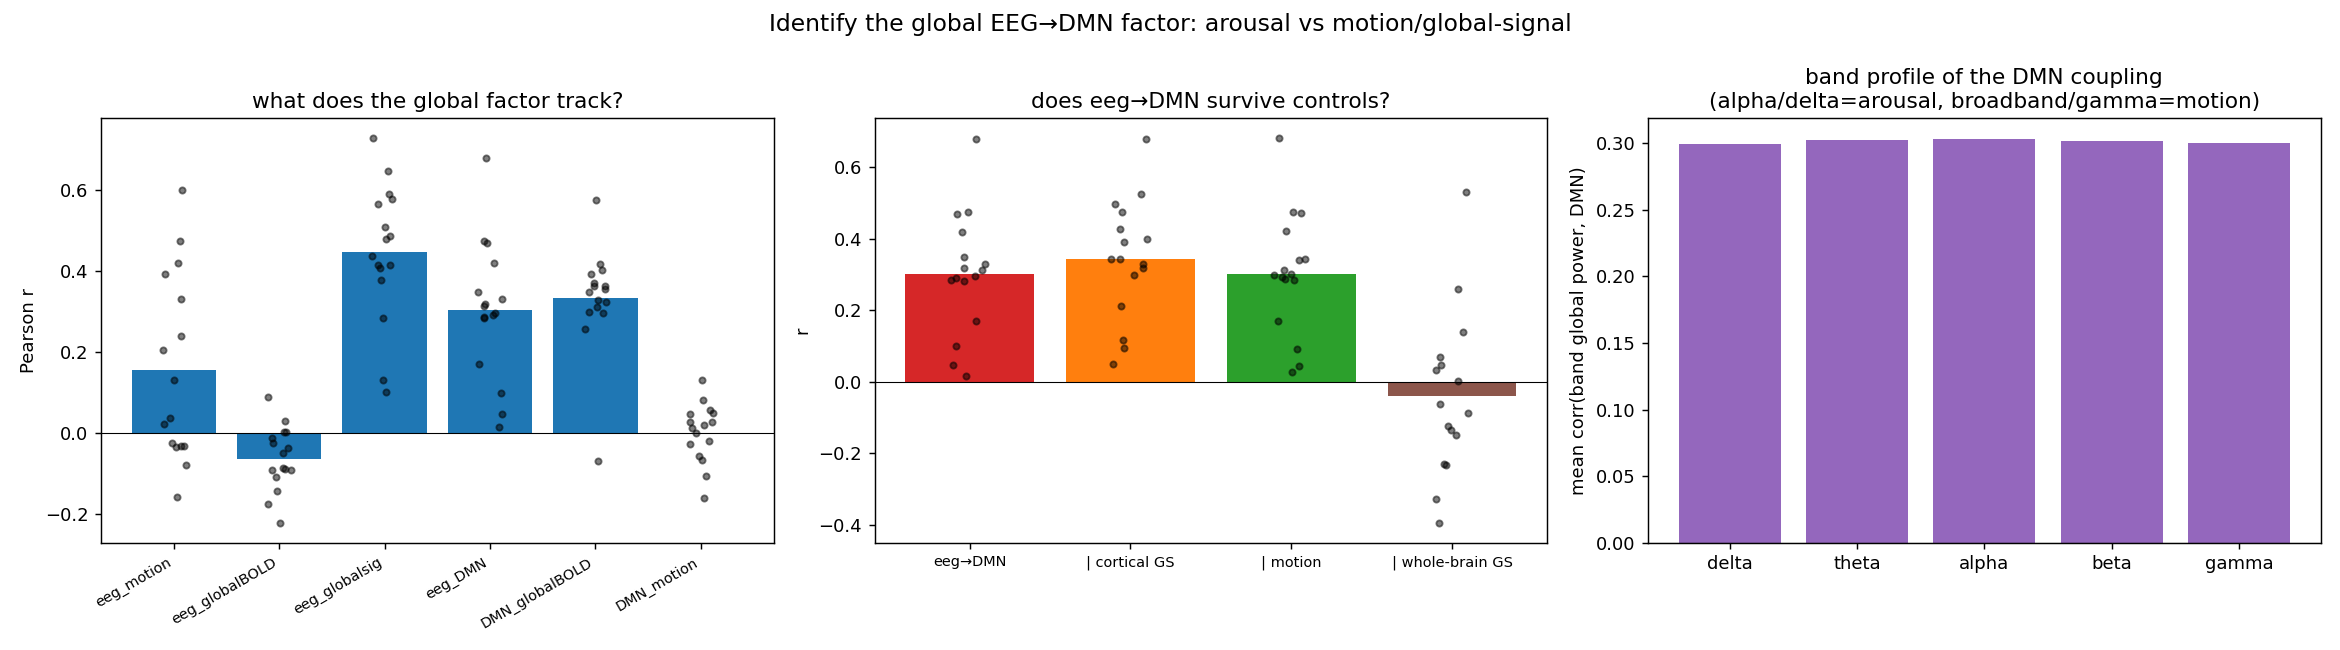 Identify the global EEG→DMN factor: arousal vs motion/global-signal
what does the global factor track?
Pearson r
0.6
0.4
0.2
0.0
−0.2
eeg_motion
eeg_globalBOLD
eeg_globalsig
eeg_DMN
DMN_globalBOLD
DMN_motion
does eeg→DMN survive controls?
r
0.6
0.4
0.2
0.0
−0.2
−0.4
eeg→DMN
| cortical GS
| motion
| whole-brain GS
band profile of the DMN coupling
(alpha/delta=arousal, broadband/gamma=motion)
mean corr(band global power, DMN)
0.30
0.25
0.20
0.15
0.10
0.05
0.00
delta
theta
alpha
beta
gamma